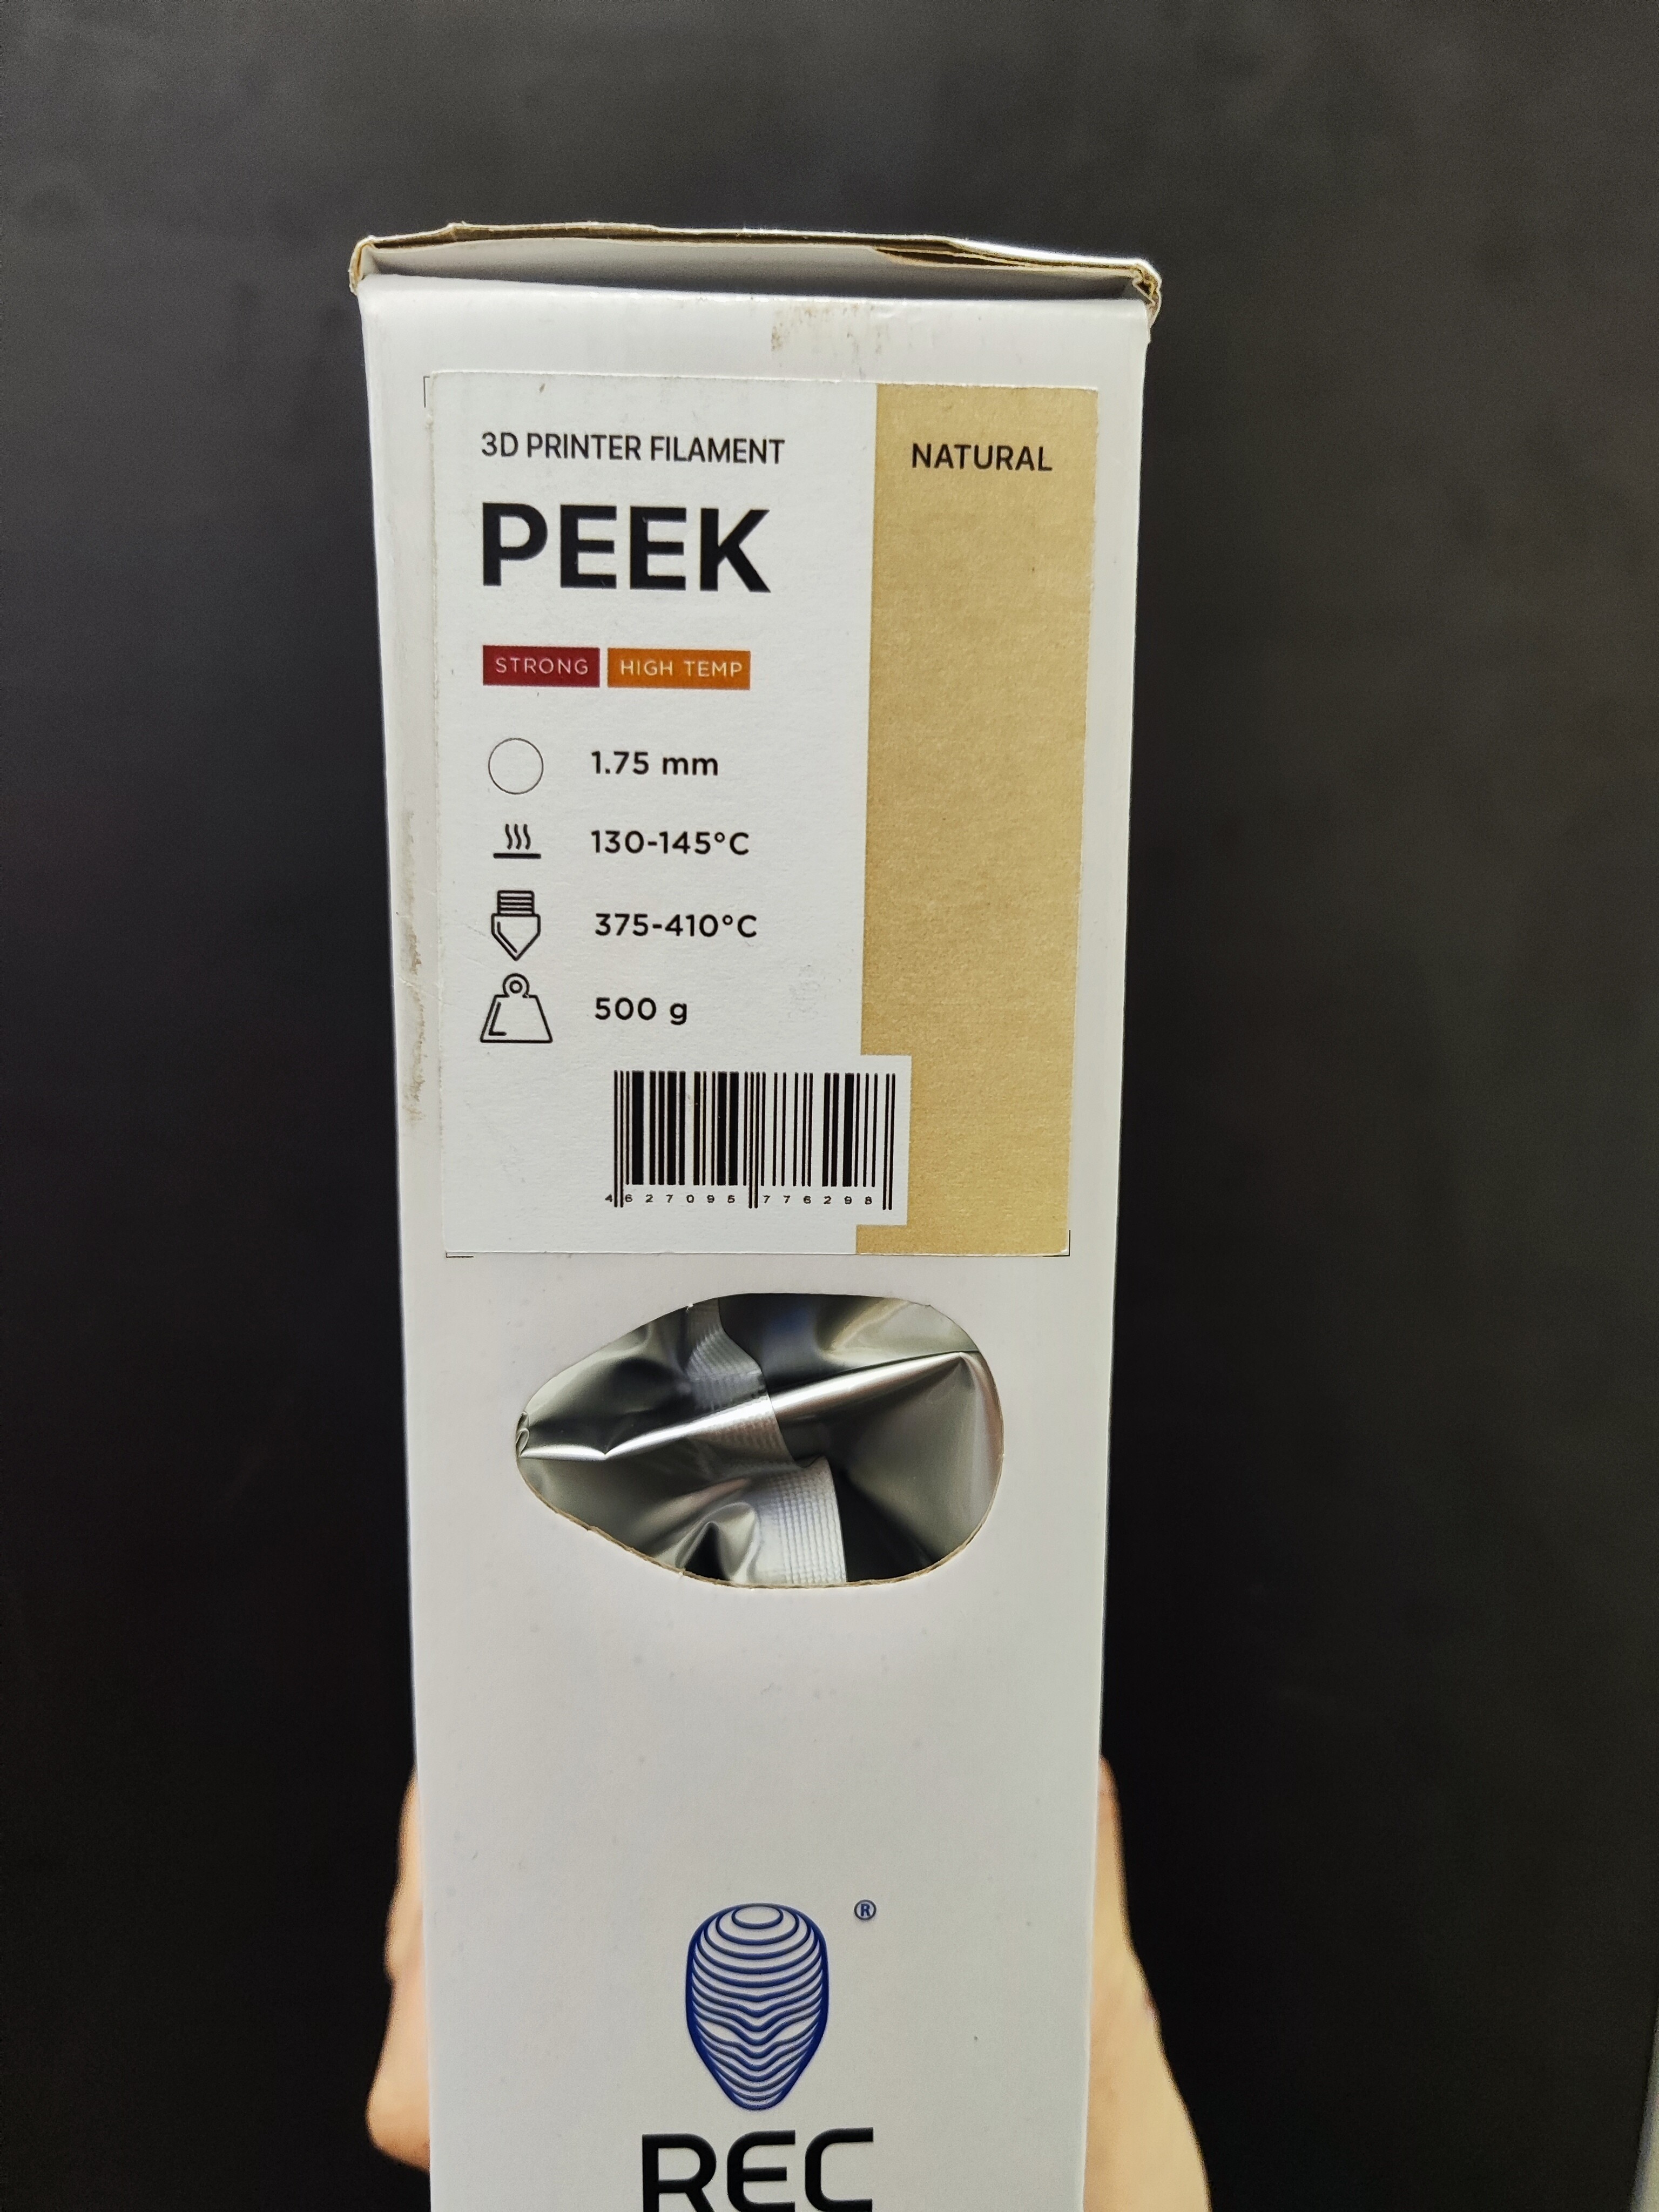 3D PRINTER FILAMENT
NATURAL
PEEK
STRONG HIGH TEMP
1.75 mm
130-145°C
375-410°C
500 g
4 627095 776298
®
REC